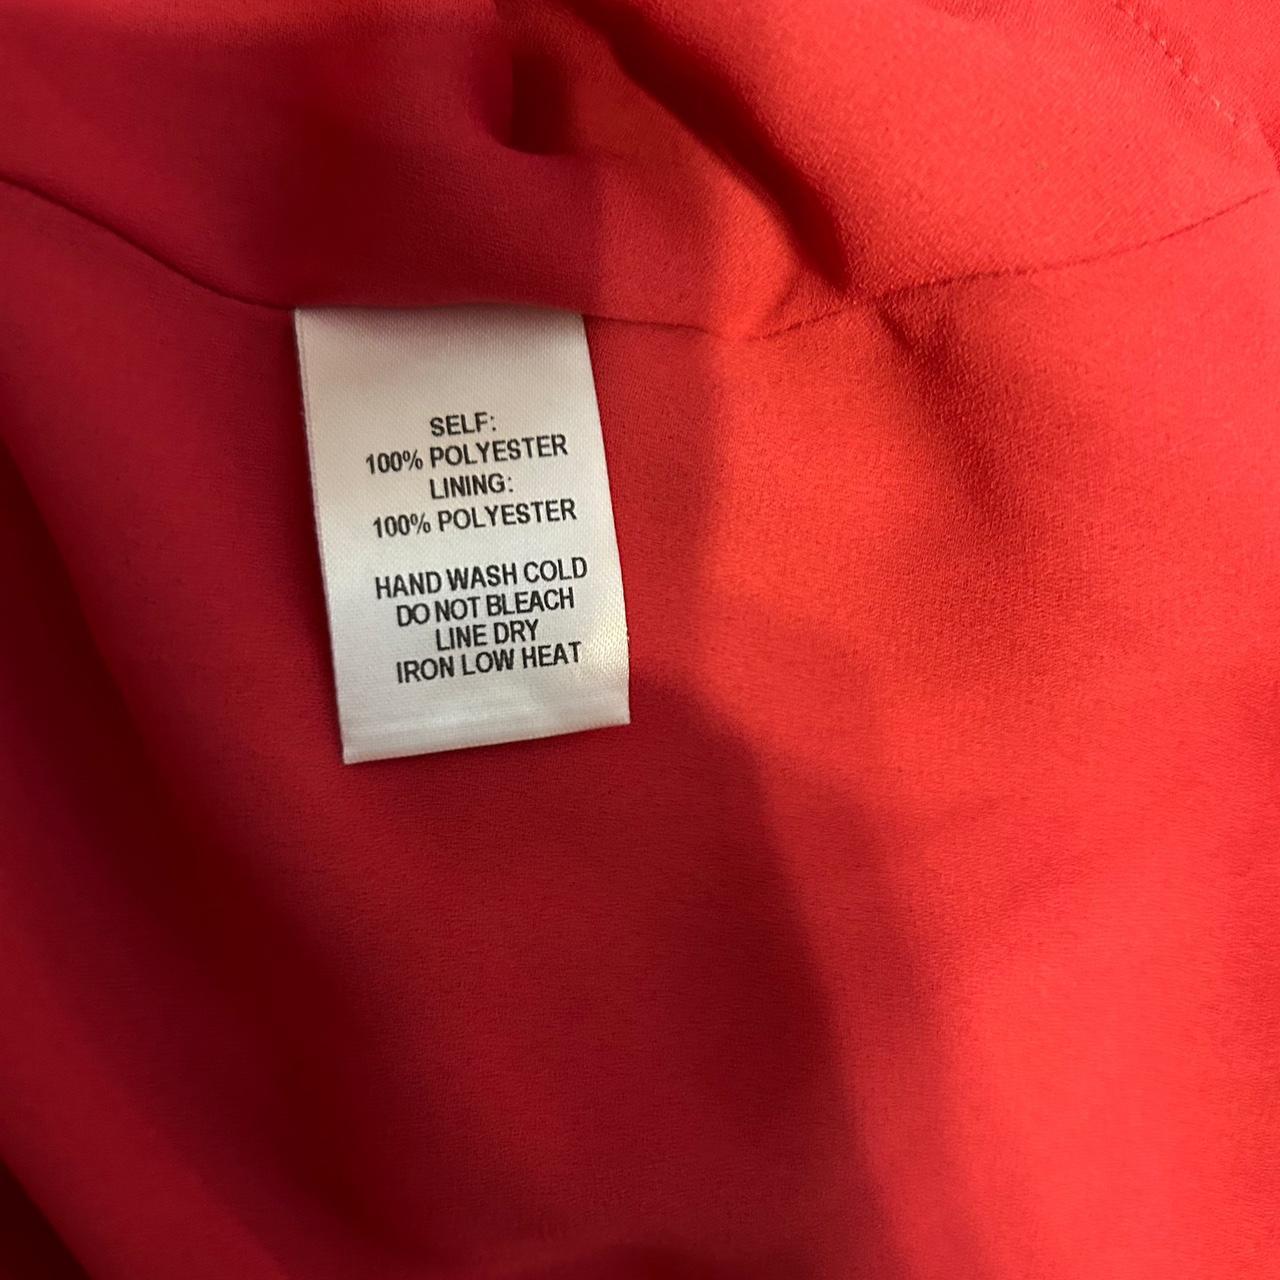 SELF:
100% POLYESTER
LINING:
100% POLYESTER
HAND WASH COLD
DO NOT BLEACH
LINE DRY
IRON LOW HEAT